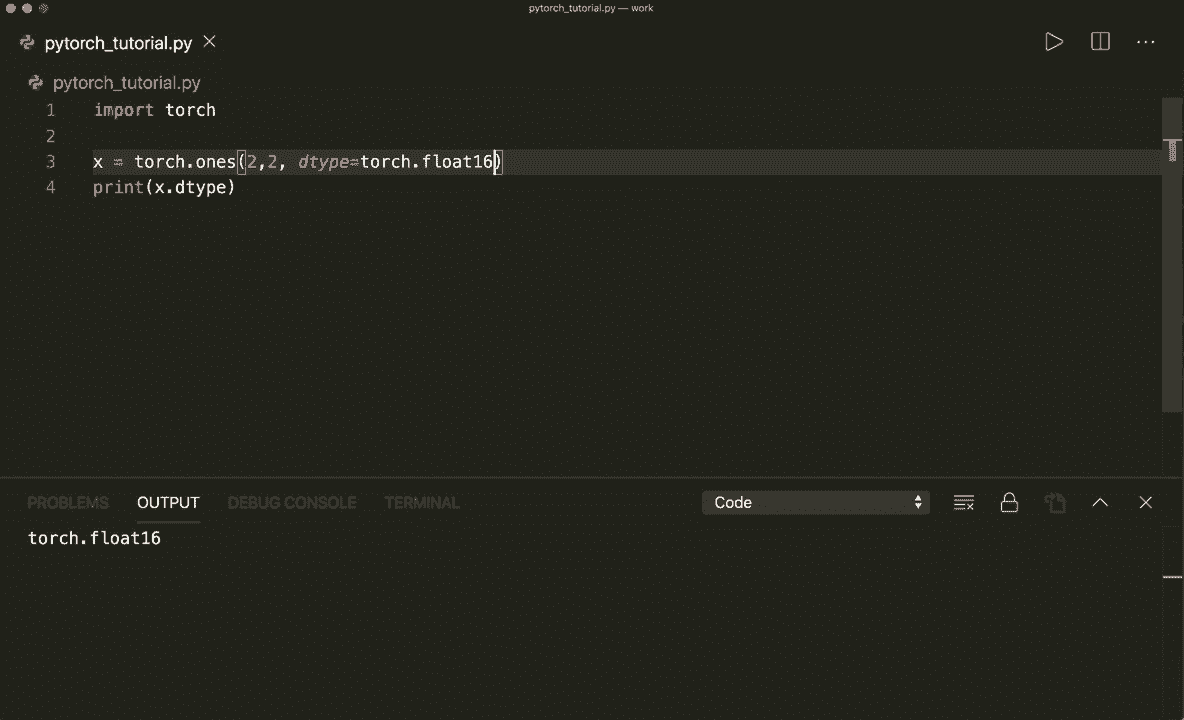 pytorch_tutorial.py — work
pytorch_tutorial.py
pytorch_tutorial.py
1 import torch
2
3 x = torch.ones(2,2, dtype=torch.float16)
4 print(x.dtype)
PROBLEMS OUTPUT DEBUG CONSOLE TERMINAL Code
torch.float16